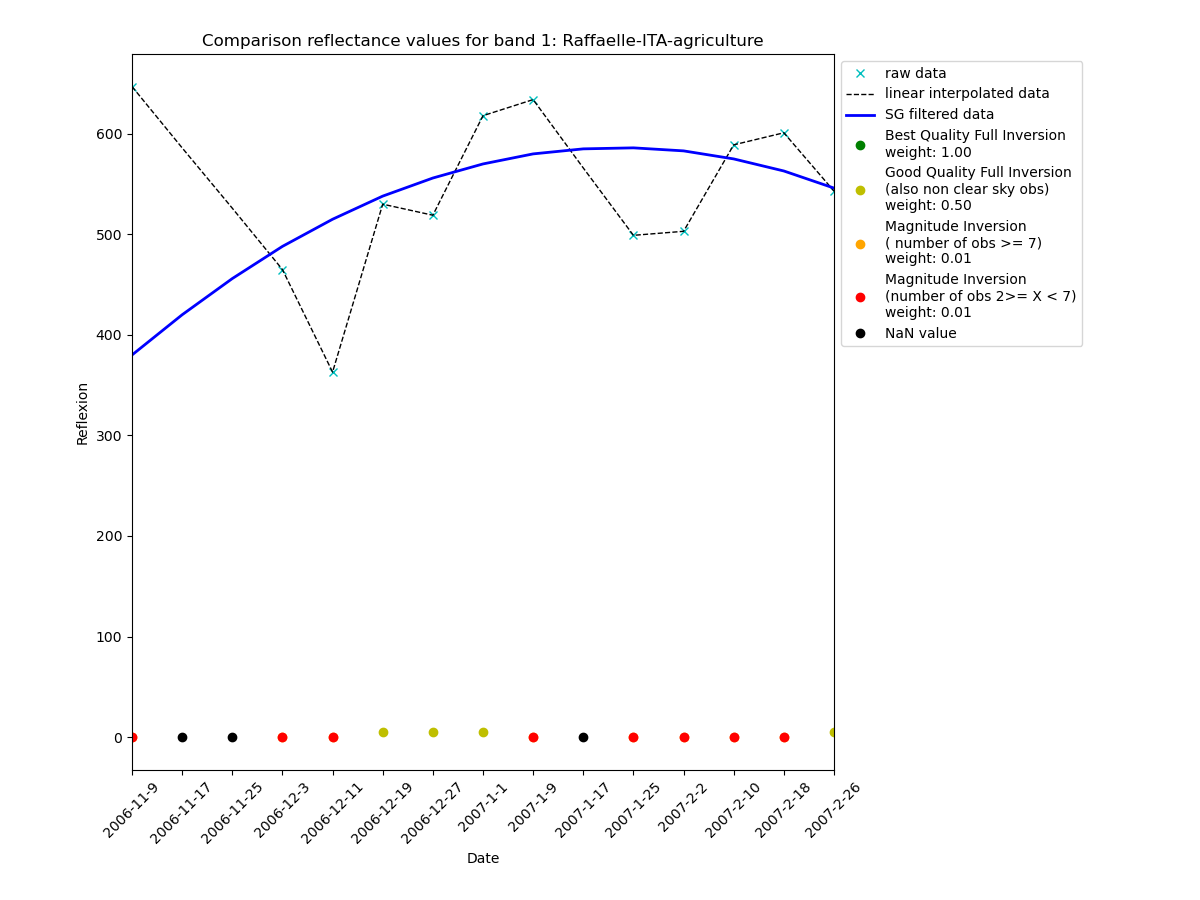 Comparison reflectance values for band 1: Raffaelle-ITA-agriculture
raw data
linear interpolated data
SG filtered data
Best Quality Full Inversion
weight: 1.00
Good Quality Full Inversion
(also non clear sky obs)
weight: 0.50
Magnitude Inversion
( number of obs >= 7)
weight: 0.01
Magnitude Inversion
(number of obs 2>= X < 7)
weight: 0.01
NaN value
600
500
400
300
200
100
0
Reflexion
2006-11-9
2006-11-17
2006-11-25
2006-12-3
2006-12-11
2006-12-19
2006-12-27
2007-1-1
2007-1-9
2007-1-17
2007-1-25
2007-2-2
2007-2-10
2007-2-18
2007-2-26
Date